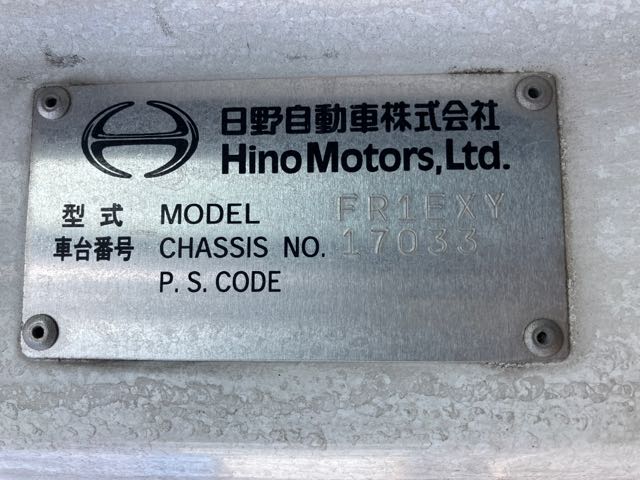 日野自動車株式会社
Hino Motors, Ltd.
型式 MODEL FR1EXY
車台番号 CHASSIS NO. 17033
P. S. CODE